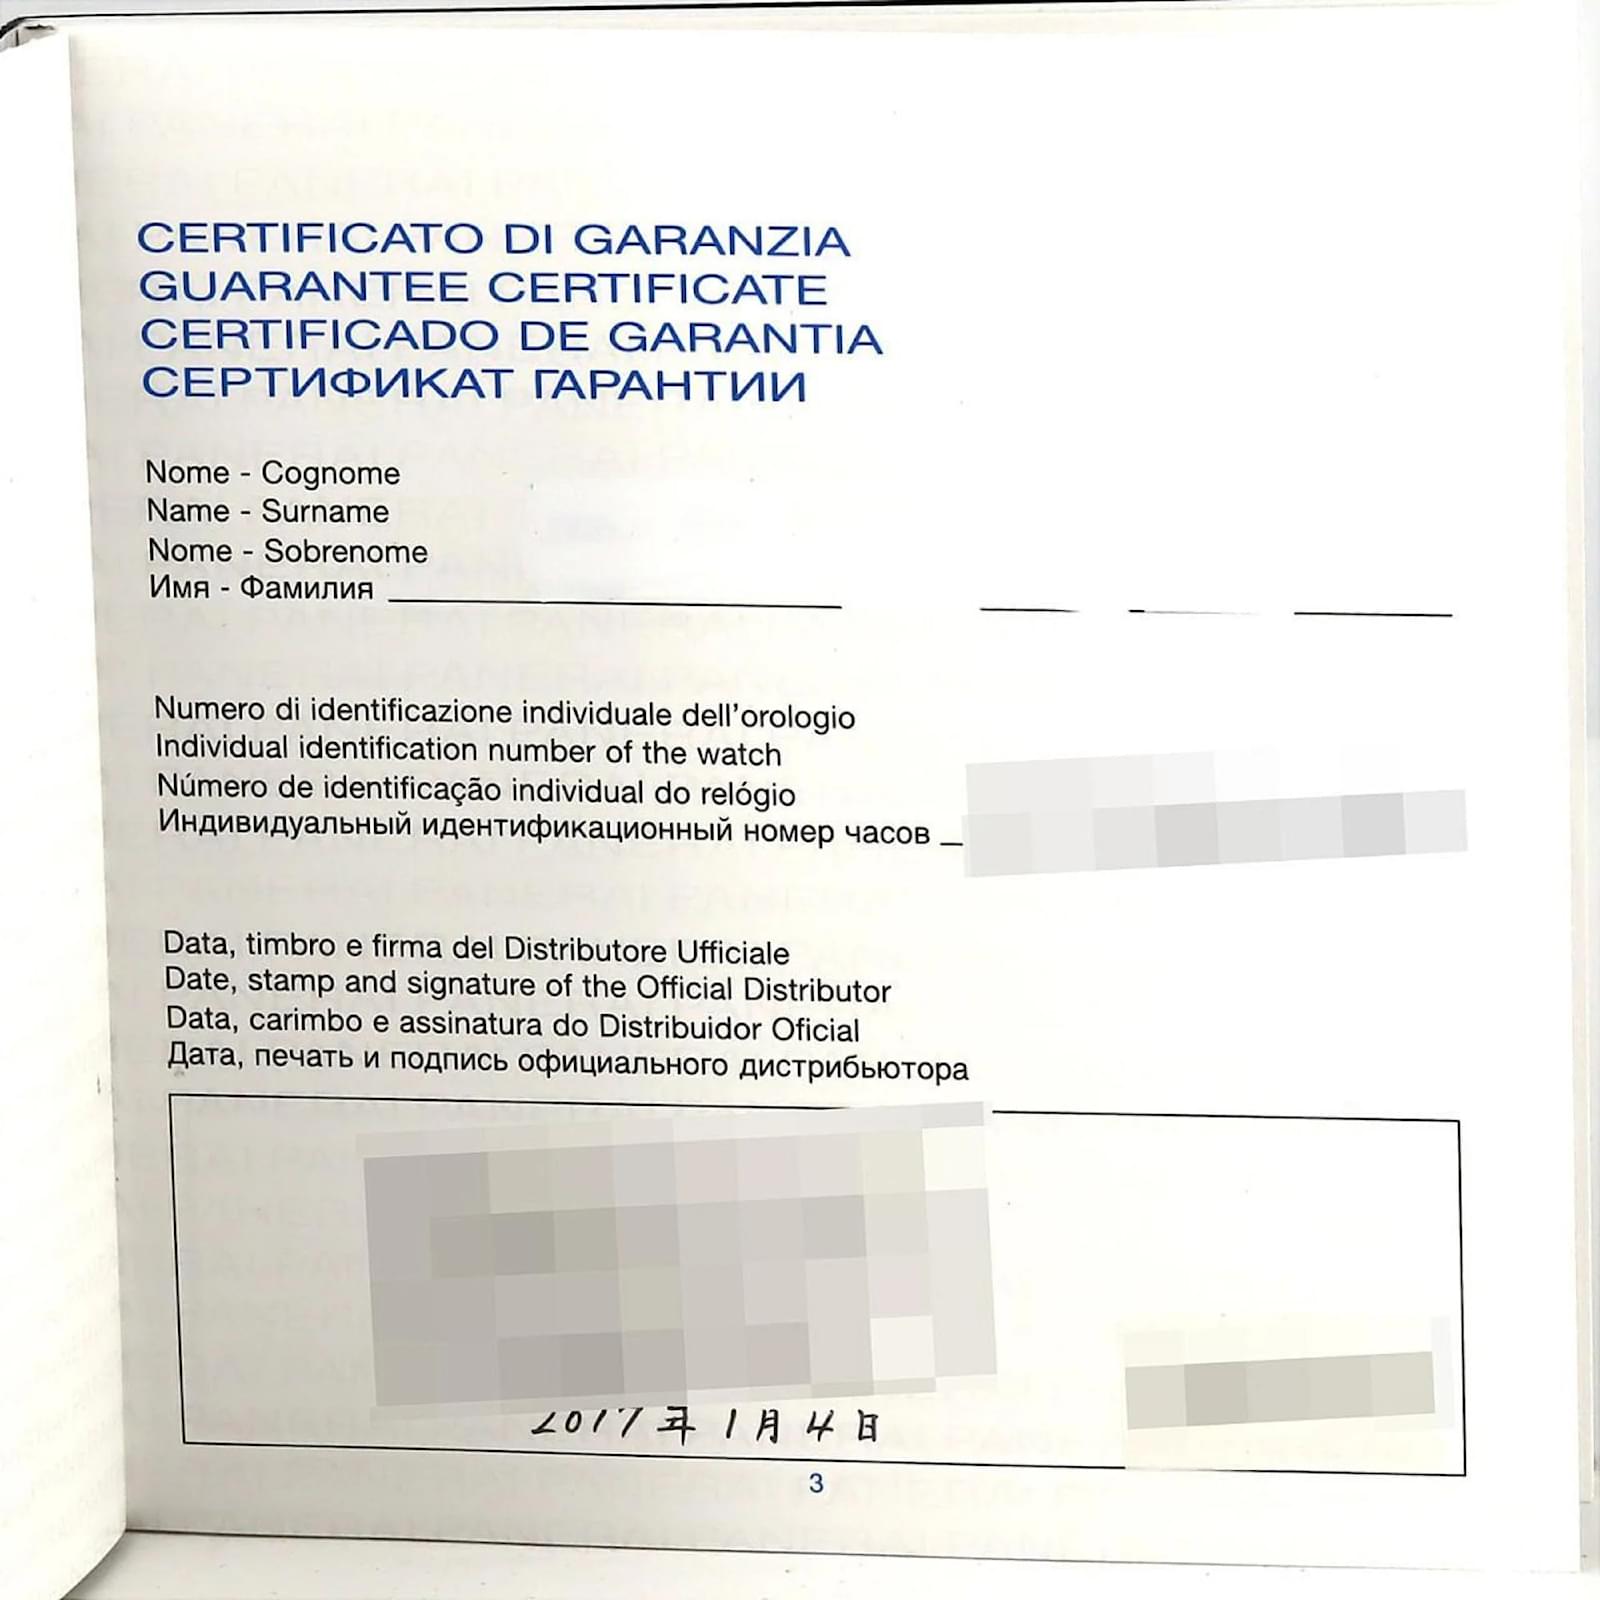 CERTIFICATO DI GARANZIA
GUARANTEE CERTIFICATE
CERTIFICADO DE GARANTIA
СЕРТИФИКАТ ГАРАНТИИ
Nome - Cognome
Name - Surname
Nome - Sobrenome
Имя - Фамилия
Numero di identificazione individuale dell'orologio
Individual identification number of the watch
Número de identificação individual do relógio
Индивидуальный идентификационный номер часов
Data, timbro e firma del Distributore Ufficiale
Date, stamp and signature of the Official Distributor
Data, carimbo e assinatura do Distribuidor Oficial
Дата, печать и подпись официального дистрибьютора
2017年1月4日
3